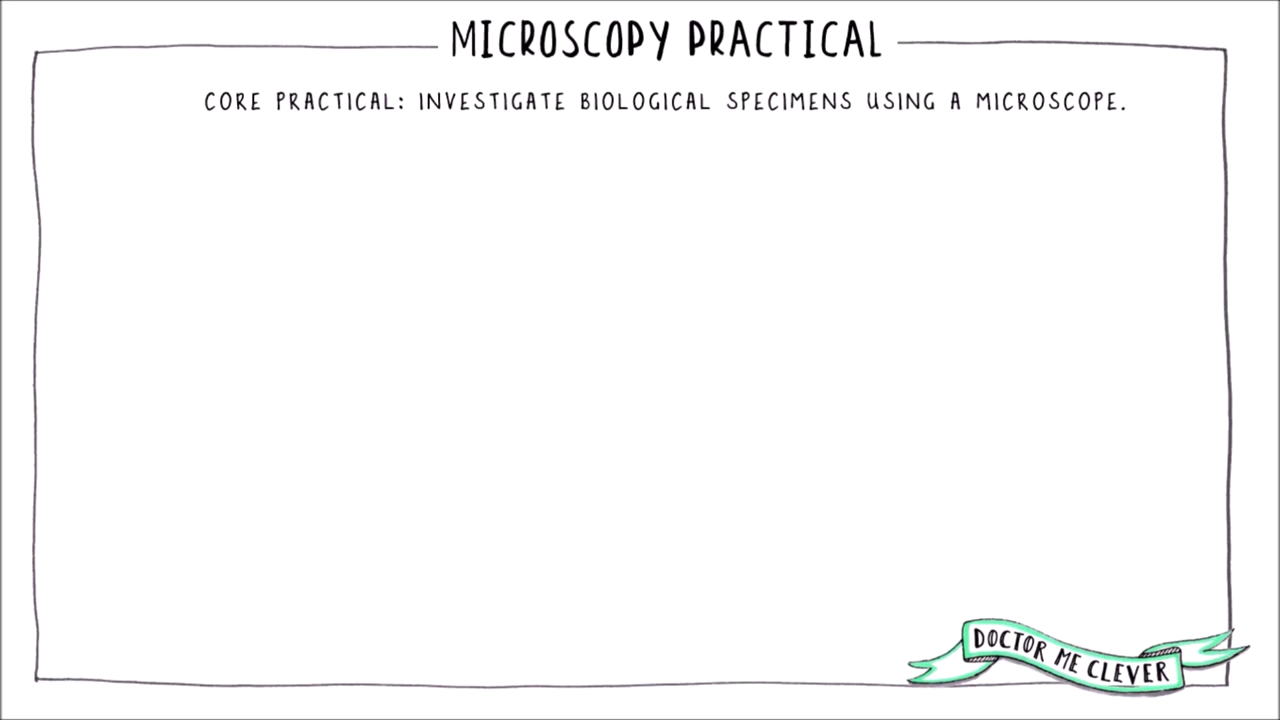 MICROSCOPY PRACTICAL
CORE PRACTICAL: INVESTIGATE BIOLOGICAL SPECIMENS USING A MICROSCOPE.
DOCTOR ME CLEVER